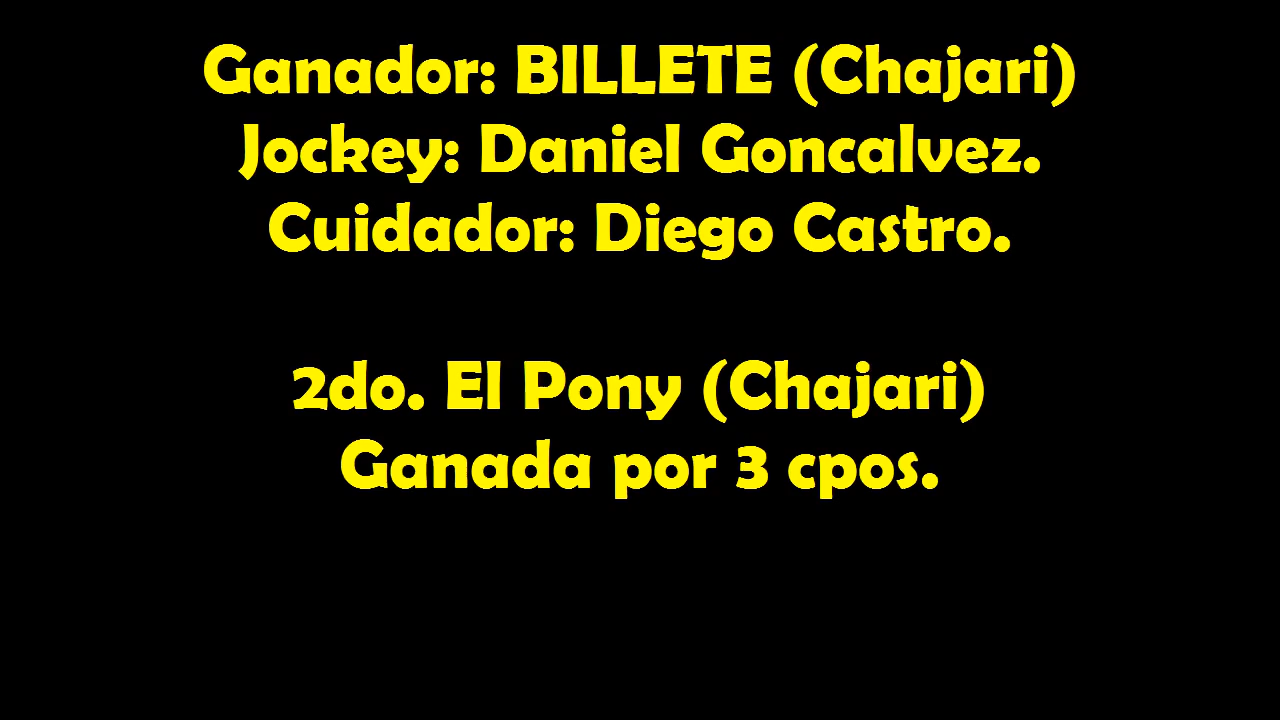 Ganador: BILLETE (Chajari)
Jockey: Daniel Goncalvez.
Cuidador: Diego Castro.
2do. El Pony (Chajari)
Ganada por 3 cpos.